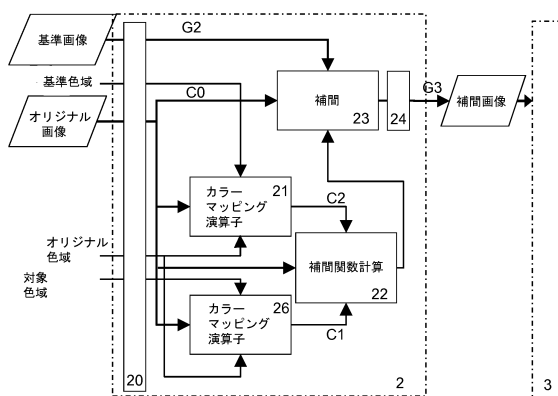 G2
基準画像
基準色域
C0
オリジナル
画像
補間
23
24
G3
補間画像
カラー
マッピング
演算子
21
C2
オリジナル
色域
対象
色域
補間関数計算
22
カラー
マッピング
演算子
26
C1
20
2
3